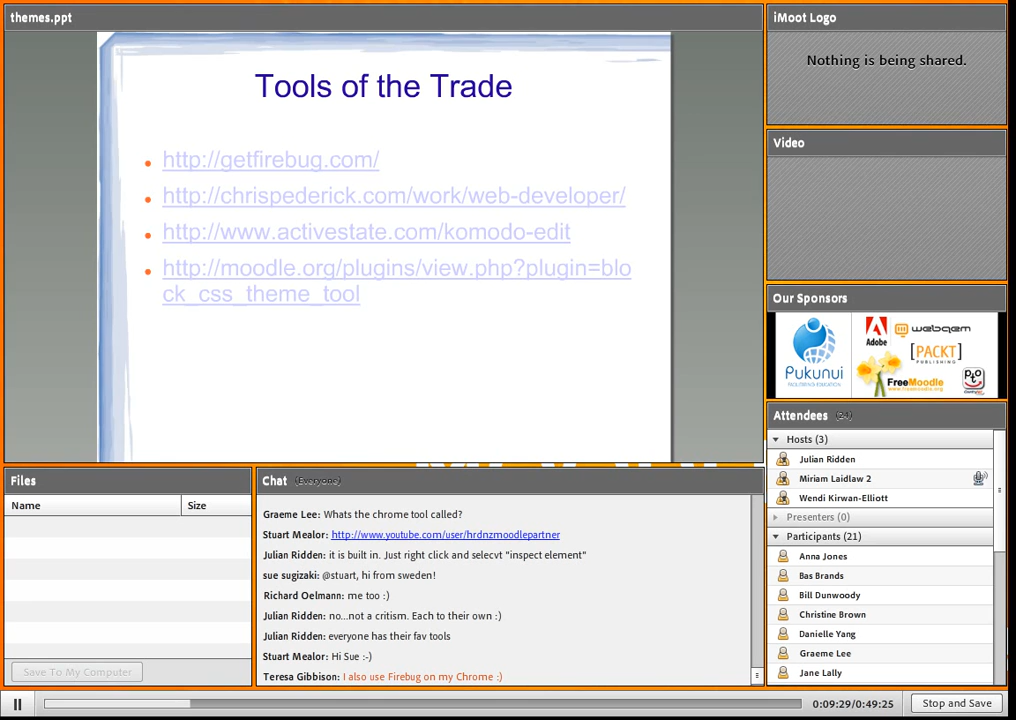 themes.ppt
Tools of the Trade
• http://getfirebug.com/
• http://chrispederick.com/work/web-developer/
• http://www.activestate.com/komodo-edit
• http://moodle.org/plugins/view.php?plugin=blo
ck_css_theme_tool
iMoot Logo
Nothing is being shared.
Video
Our Sponsors
Pukunui
FACILITATING EDUCATION
Adobe
webqem
[PACKT]
PUBLISHING
FreeMoodle
Attendees (24)
Hosts (3)
Julian Ridden
Miriam Laidlaw 2
Wendi Kirwan-Elliott
Presenters (0)
Participants (21)
Anna Jones
Bas Brands
Bill Dunwoody
Christine Brown
Danielle Yang
Graeme Lee
Jane Lally
Files
Name Size
Save To My Computer
Chat (Everyone)
Graeme Lee: Whats the chrome tool called?
Stuart Mealor: http://www.youtube.com/user/hrdnzmoodlepartner
Julian Ridden: it is built in. Just right click and selecvt "inspect element"
sue sugizaki: @stuart, hi from sweden!
Richard Oelmann: me too :)
Julian Ridden: no...not a critism. Each to their own :)
Julian Ridden: everyone has their fav tools
Stuart Mealor: Hi Sue :-)
Teresa Gibbison: I also use Firebug on my Chrome :)
0:09:29/0:49:25
Stop and Save